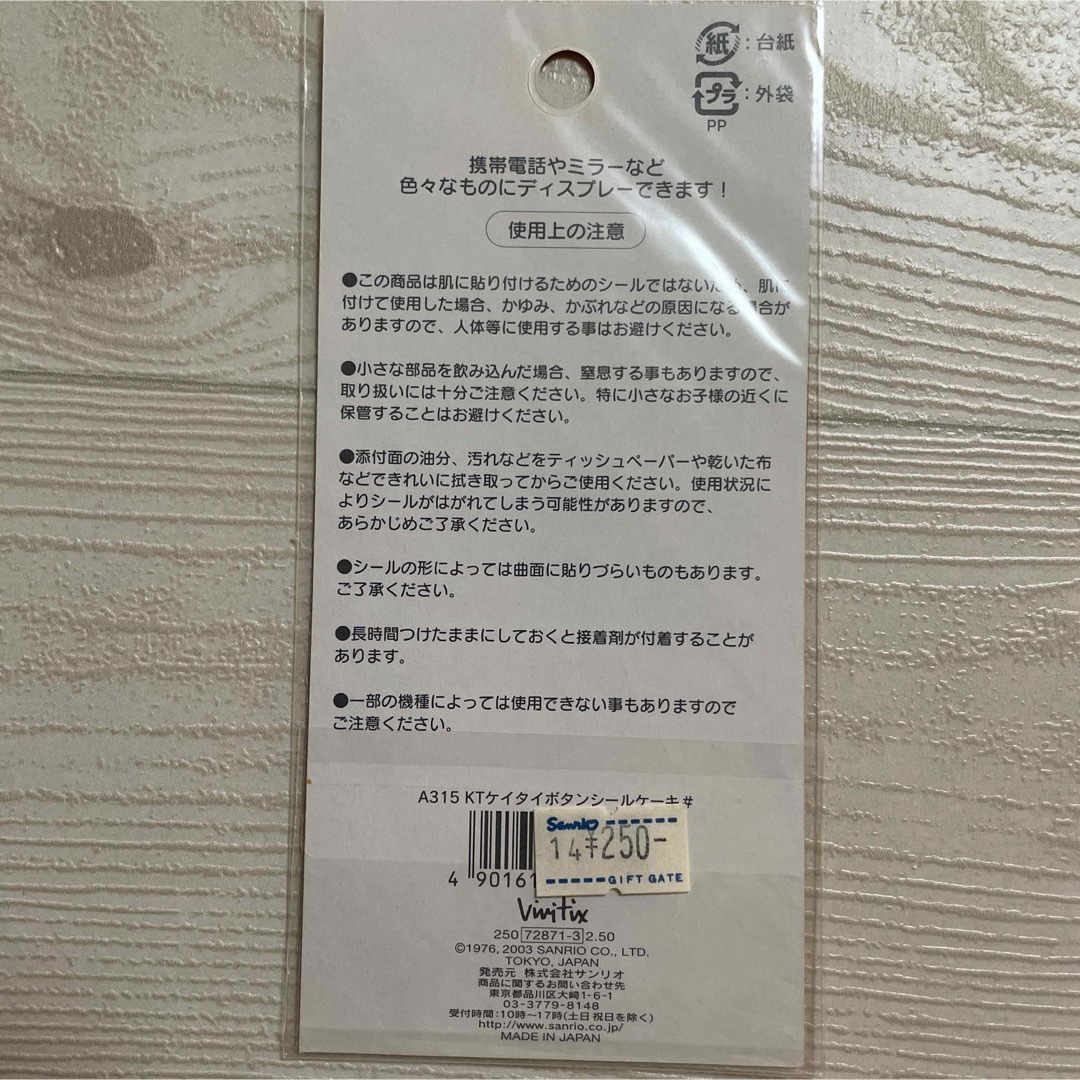 紙:台紙
プラ:外袋
PP
携帯電話やミラーなど
色々なものにディスプレーできます!
使用上の注意
●この商品は肌に貼り付けるためのシールではないため、肌に
付けて使用した場合、かゆみ、かぶれなどの原因になる場合が
ありますので、人体等に使用する事はお避けください。
●小さな部品を飲み込んだ場合、窒息する事もありますので、
取り扱いには十分ご注意ください。特に小さなお子様の近くに
保管することはお避けください。
●添付面の油分、汚れなどをティッシュペーパーや乾いた布
などできれいに拭き取ってからご使用ください。使用状況に
よりシールがはがれてしまう可能性がありますので、
あらかじめご了承ください。
●シールの形によっては曲面に貼りづらいものもあります。
ご了承ください。
●長時間つけたままにしておくと接着剤が付着することが
あります。
●一部の機種によっては使用できない事もありますので
ご注意ください。
A315 KTケイタイボタンシールケーキ#
Sanrio
14 ¥250-
GIFT GATE
4 90161
Vivitix
250 72871-3 2.50
©1976, 2003 SANRIO CO., LTD.
TOKYO, JAPAN
発売元 株式会社サンリオ
商品に関するお問い合わせ先
東京都品川区大崎1-6-1
03-3779-8148
受付時間:10時〜17時(土日祝日を除く)
http://www.sanrio.co.jp/
MADE IN JAPAN